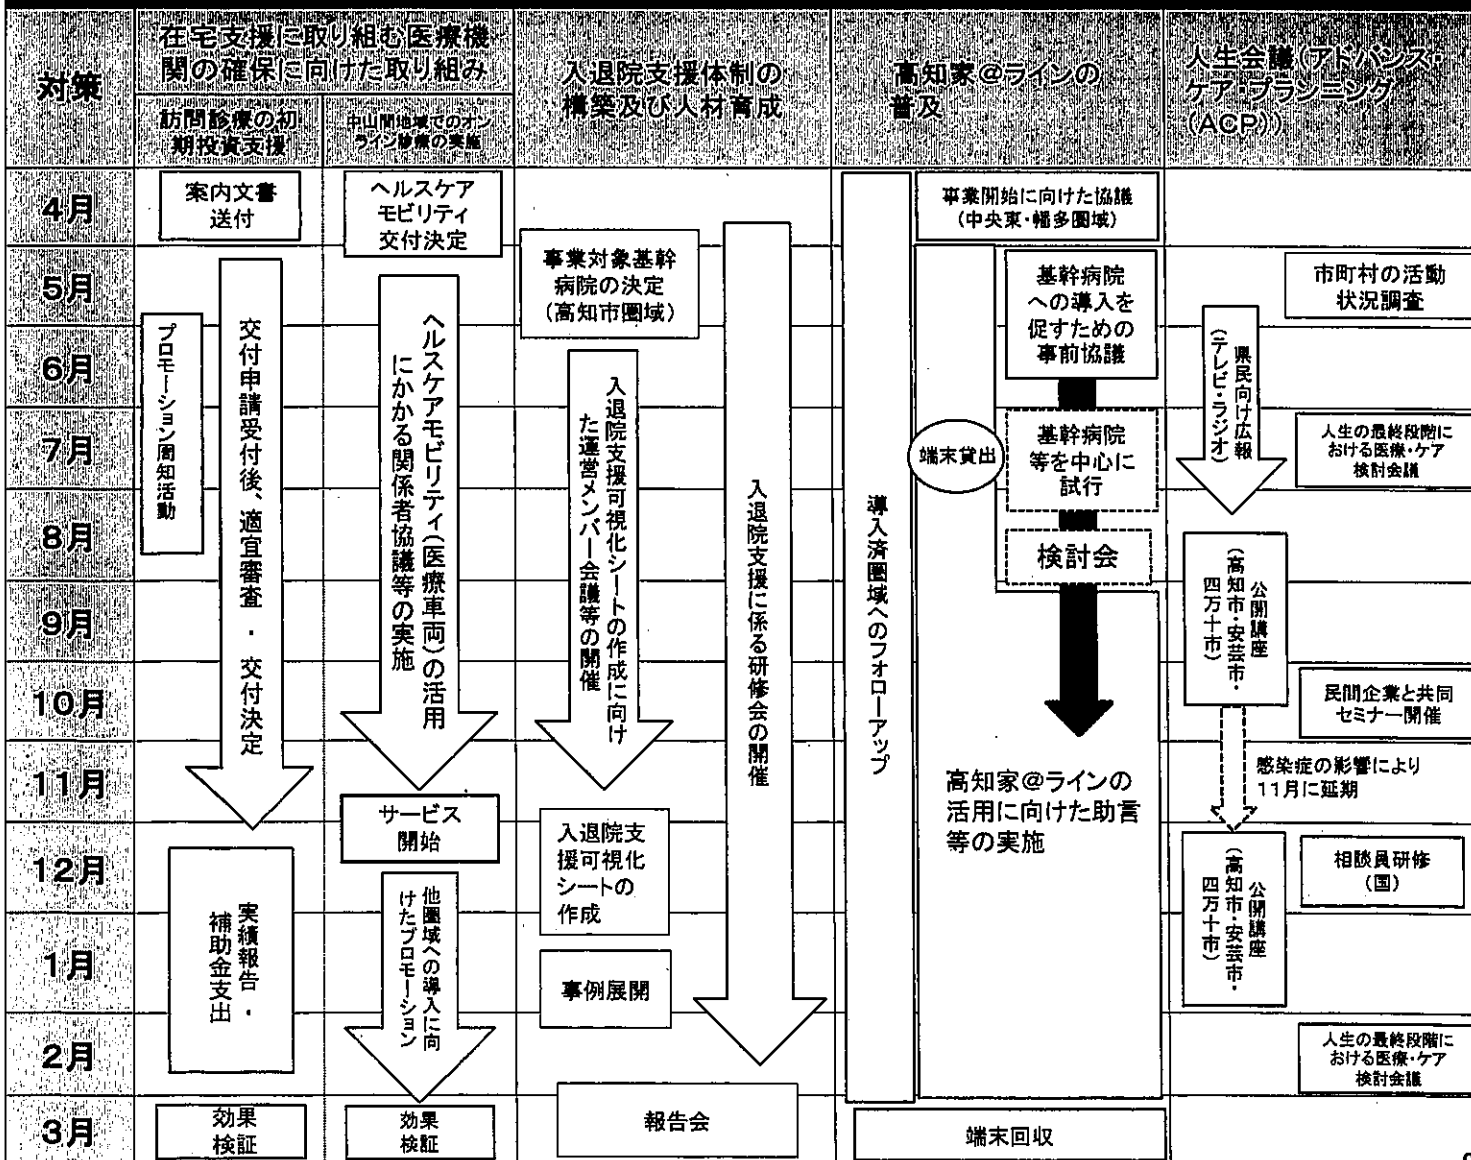 対策
在宅支援に取り組む医療機
関の確保に向けた取り組み
訪問診療の初
期投資支援
中山間地域でのオン
ライン診療の実施
入退院支援体制の
構築及び人材育成
高知家@ラインの
普及
人生会議(アドバンス・
ケア・プランニング
(ACP))
4月
5月
6月
7月
8月
9月
10月
11月
12月
1月
2月
3月
案内文書
送付
プロモーション周知活動
交付申請受付後、適宜審査・交付決定
実績報告・
補助金支出
効果
検証
ヘルスケア
モビリティ
交付決定
ヘルスケアモビリティ(医療車両)の活用
にかかる関係者協議等の実施
サービス
開始
他圏域への導入に向
けたプロモーション
効果
検証
事業対象基幹
病院の決定
(高知市圏域)
入退院支援可視化シートの作成に向け
た運営メンバー会議等の開催
入退院支
援可視化
シートの
作成
事例展開
入退院支援に係る研修会の開催
報告会
導入済圏域へのフォローアップ
事業開始に向けた協議
(中央東・幡多圏域)
基幹病院
への導入を
促すための
事前協議
端末貸出
基幹病院
等を中心に
試行
検討会
高知家@ラインの
活用に向けた助言
等の実施
端末回収
県民向け広報
(テレビ・ラジオ)
公開講座
(高知市・安芸市・
四万十市)
感染症の影響により
11月に延期
公開講座
(高知市・安芸市・
四万十市)
市町村の活動
状況調査
人生の最終段階に
おける医療・ケア
検討会議
民間企業と共同
セミナー開催
相談員研修
(国)
人生の最終段階に
おける医療・ケア
検討会議